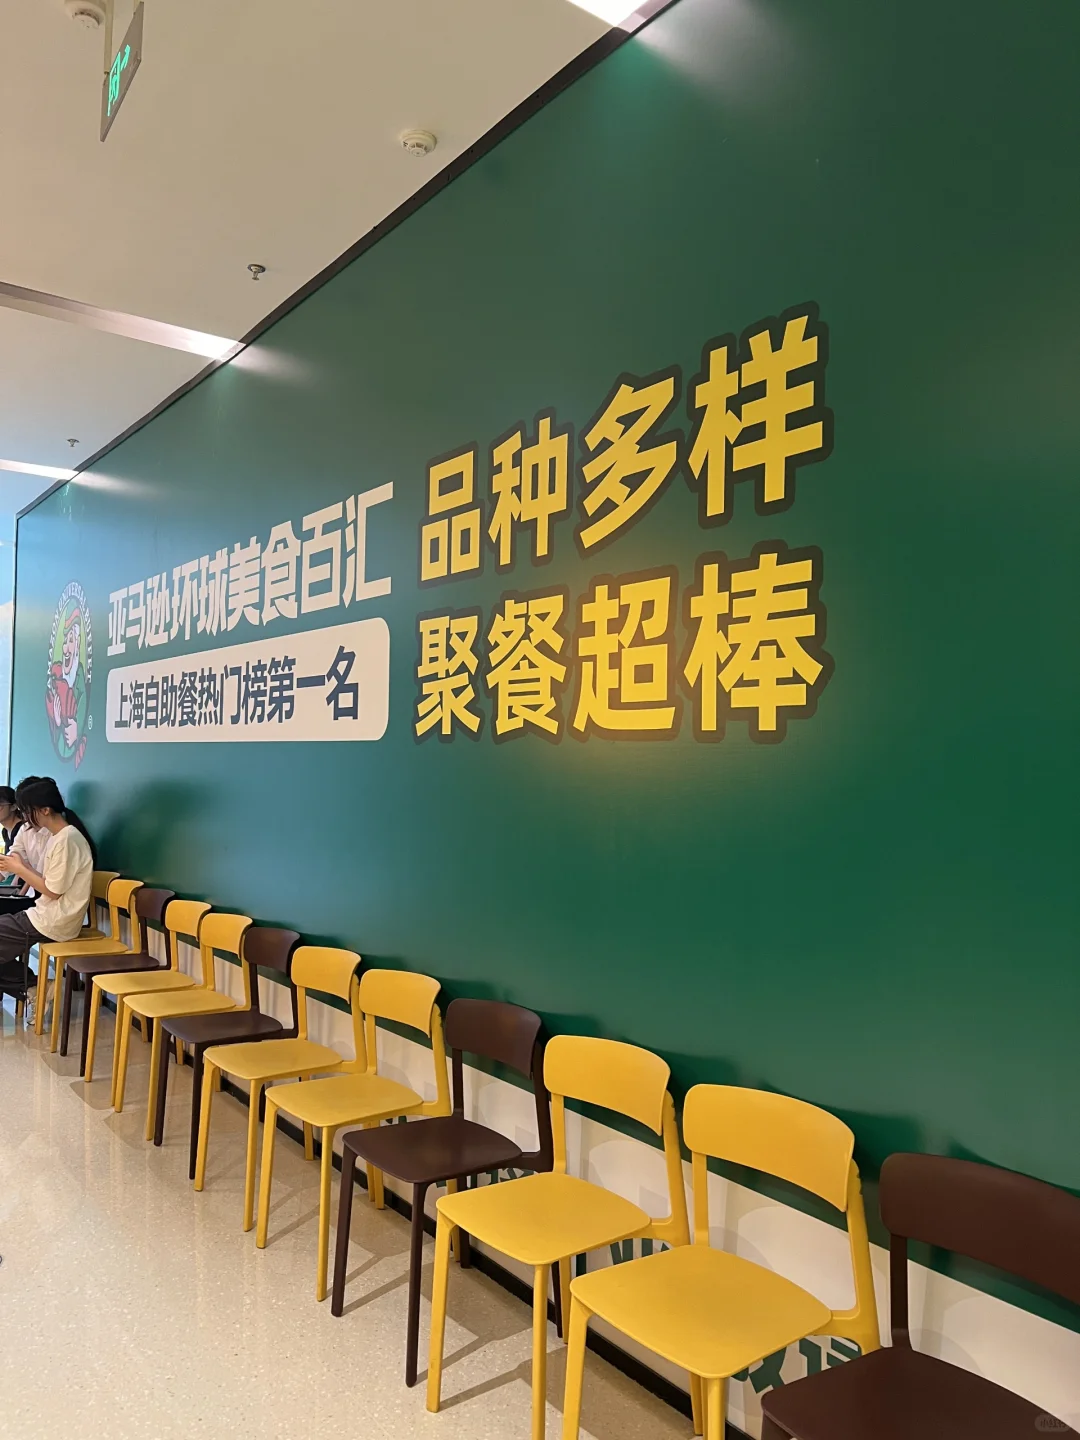 亚马逊环球美食百汇
上海自助餐热门榜第一名
品种多样
聚餐超棒